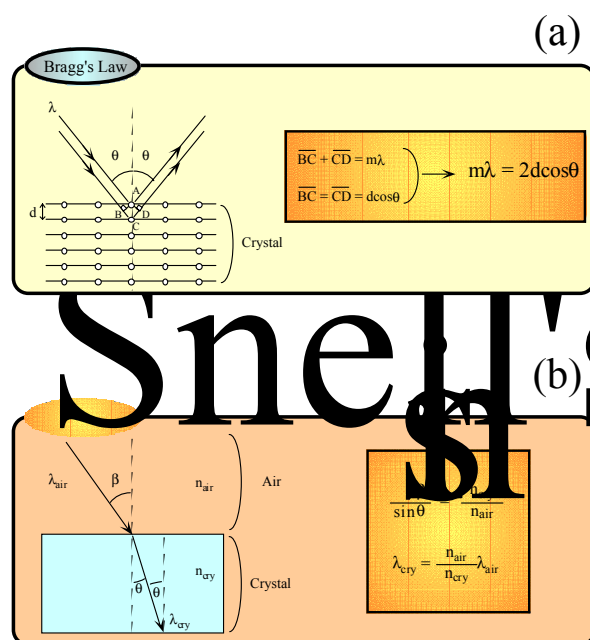 (a)
Bragg's Law
λ
θ θ
A
B D
C
d
Crystal
BC + CD = mλ
BC = CD = dcosθ
mλ = 2dcosθ
Snell's
(b)
λair
β
nair
Air
ncry
Crystal
θ θ
λcry
sinθ = nair
λcry = nair/ncry λair